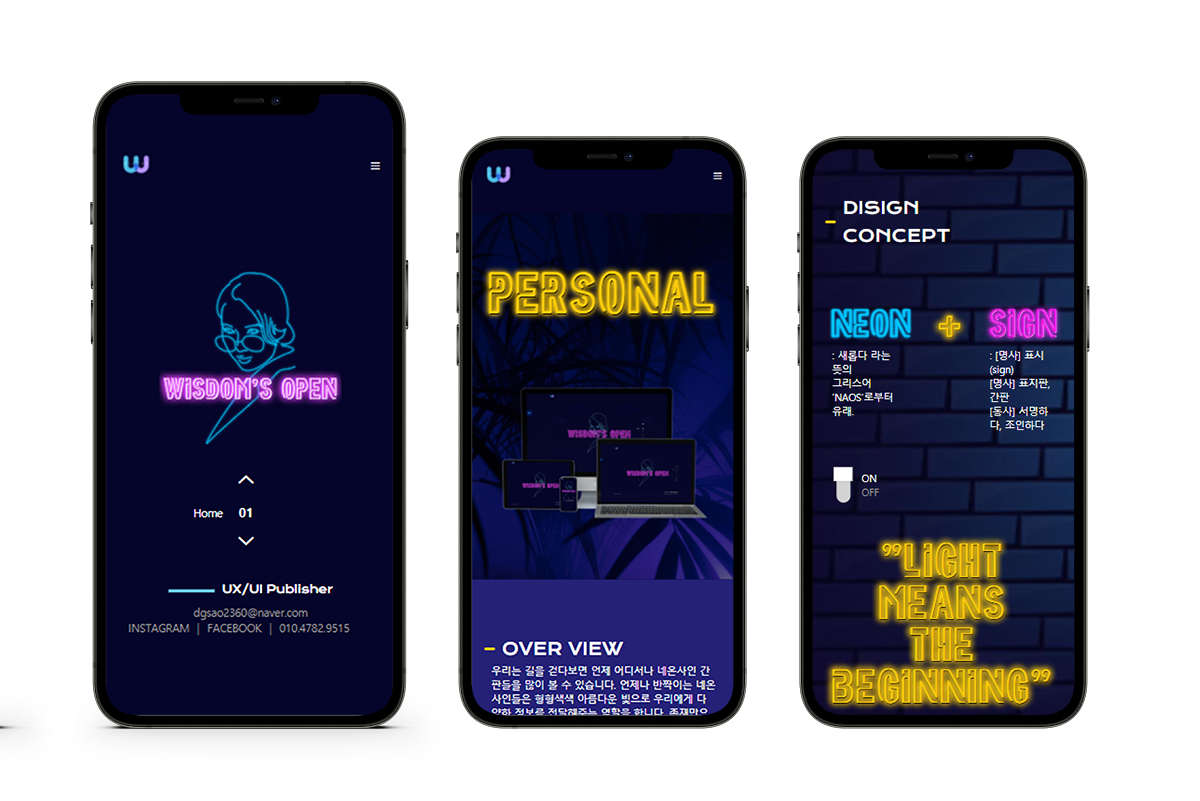 WiSDOM'S OPEN
Home 01
UX/UI Publisher
dgsao2360@naver.com
INSTAGRAM | FACEBOOK | 010.4782.9515
PERSONAL
WiSDOM'S OPEN
OVER VIEW
우리는 길을 걷다보면 언제 어디서나 네온사인 간
판들을 많이 볼 수 있습니다. 언제나 반짝이는 네온
사인들은 형형색색 아름다운 빛으로 우리에게 다
양한 정보를 전달해주는 역할을 합니다. 존재만으
DISIGN
CONCEPT
NEON + SiGN
: 새롭다 라는
뜻의
그리스어
'NAOS'로부터
유래.
: [명사] 표시
(sign)
[명사] 표지판,
간판
[동사] 서명하
다, 조인하다
ON
OFF
"LiGHT
MEANS
THE
BEGiNNiNG"